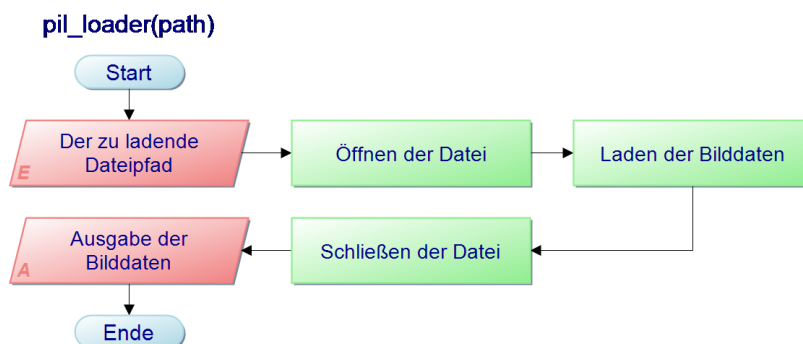 pil_loader(path)
Start
Der zu ladende
Dateipfad
E
Öffnen der Datei
Laden der Bilddaten
Ausgabe der
Bilddaten
A
Schließen der Datei
Ende